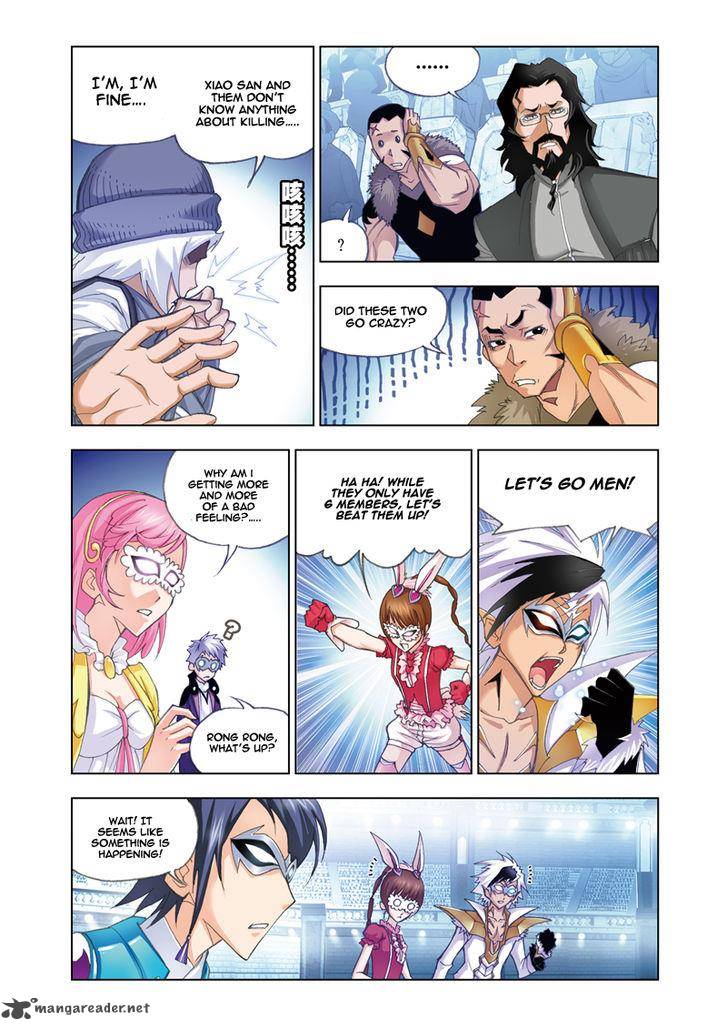 I'M, I'M
FINE....
XIAO SAN AND
THEM DON'T
KNOW ANYTHING
ABOUT KILLING.....
咳咳咳......
......
?
DID THESE TWO
GO CRAZY?
WHY AM I
GETTING MORE
AND MORE
OF A BAD
FEELING?.....
?
RONG RONG,
WHAT'S UP?
HA HA! WHILE
THEY ONLY HAVE
6 MEMBERS, LET'S
BEAT THEM UP!
LET'S GO MEN!
WAIT! IT
SEEMS LIKE
SOMETHING IS
HAPPENING!
mangareader.net